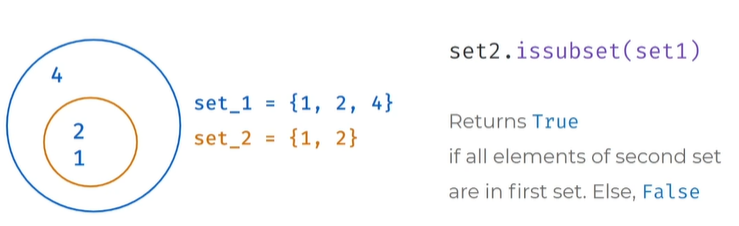 4
2
1
set_1 = {1, 2, 4}
set_2 = {1, 2}
set2.issubset(set1)
Returns True
if all elements of second set
are in first set. Else, False